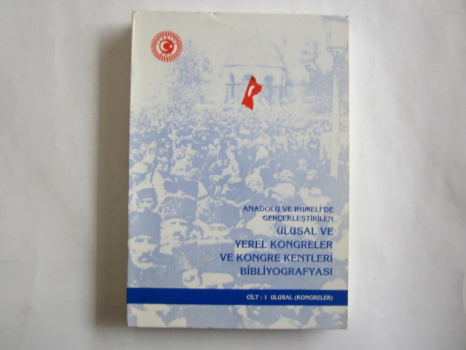 ANADOLU VE RUMELİ'DE
GERÇEKLEŞTİRİLEN
ULUSAL VE
YEREL KONGRELER
VE KONGRE KENTLERİ
BİBLİYOGRAFYASI
CİLT : 1 ULUSAL (KONGRELER)